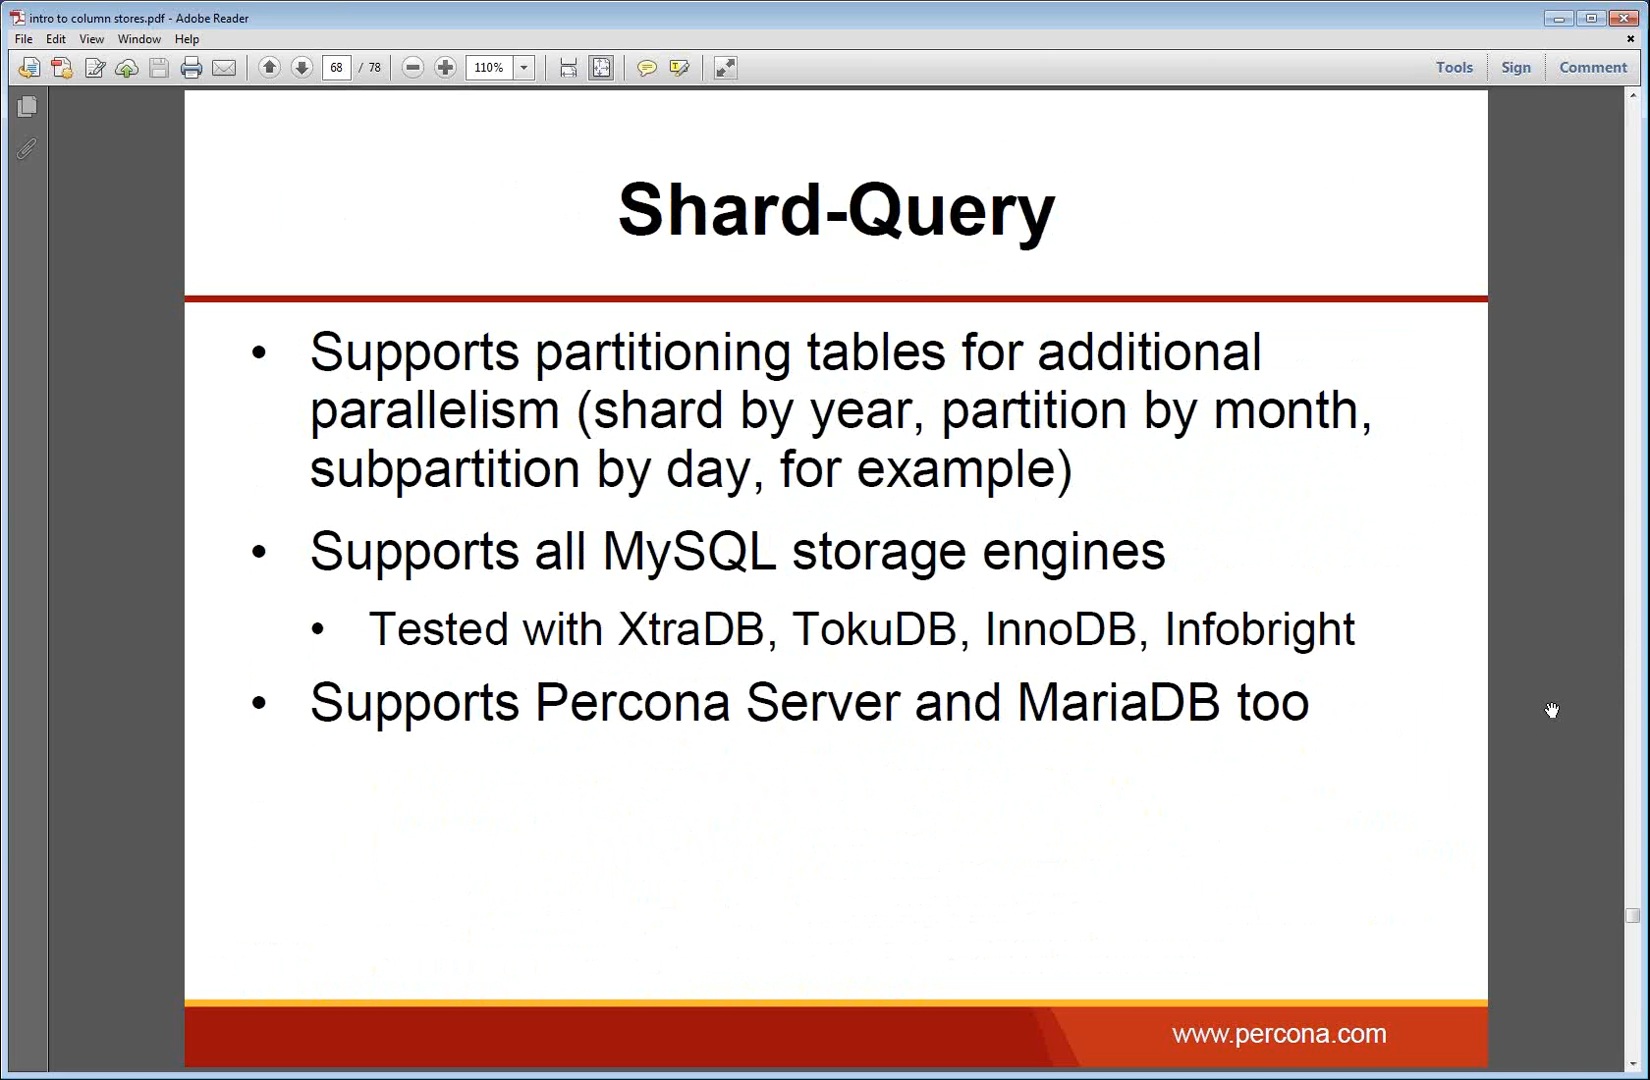 intro to column stores.pdf - Adobe Reader
File Edit View Window Help
68 / 78 110% Tools Sign Comment
Shard-Query
• Supports partitioning tables for additional
parallelism (shard by year, partition by month,
subpartition by day, for example)
• Supports all MySQL storage engines
• Tested with XtraDB, TokuDB, InnoDB, Infobright
• Supports Percona Server and MariaDB too
www.percona.com